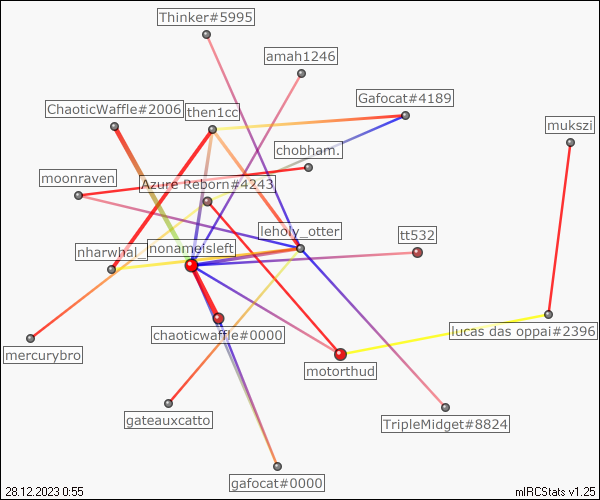 Thinker#5995
amah1246
Gafocat#4189
ChaoticWaffle#2006
then1cc
mukszi
chobham.
moonraven
Azure Reborn#4243
leholy_otter
tt532
nonameisleft
nharwhal_
lucas das oppai#2396
chaoticwaffle#0000
mercurybro
motorthud
gateauxcatto
TripleMidget#8824
gafocat#0000
28.12.2023 0:55
mIRCStats v1.25